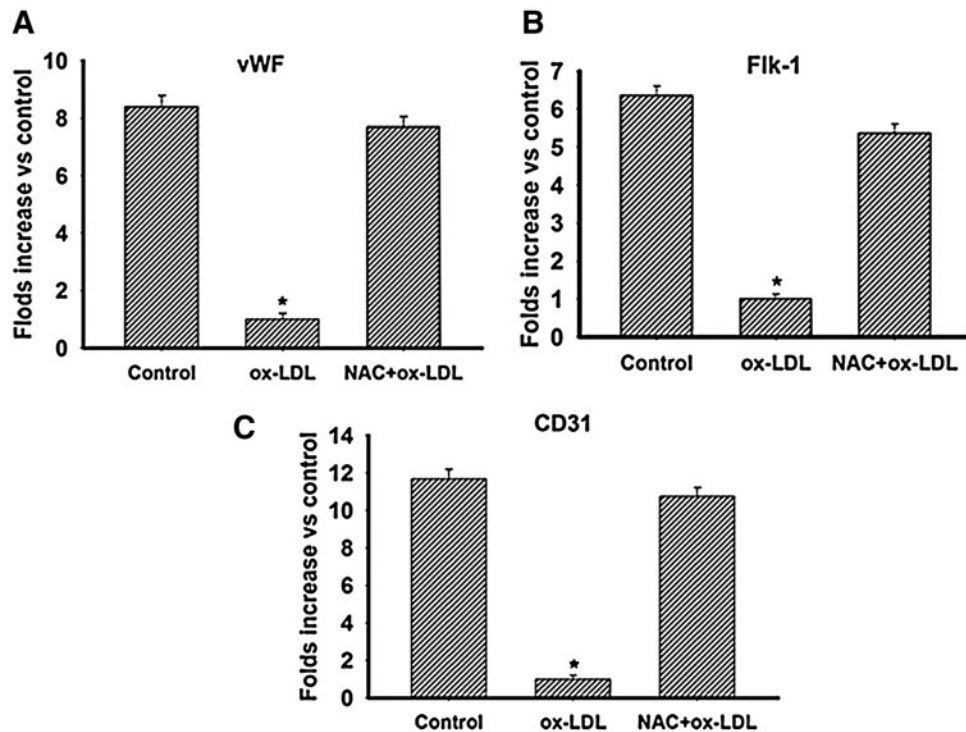 A
vWF
Flods increase vs control
10
8
6
4
2
0
*
Control ox-LDL NAC+ox-LDL
B
Flk-1
Folds increase vs control
7
6
5
4
3
2
1
0
*
Control ox-LDL NAC+ox-LDL
C
CD31
Folds increase vs control
14
12
10
8
6
4
2
0
*
Control ox-LDL NAC+ox-LDL